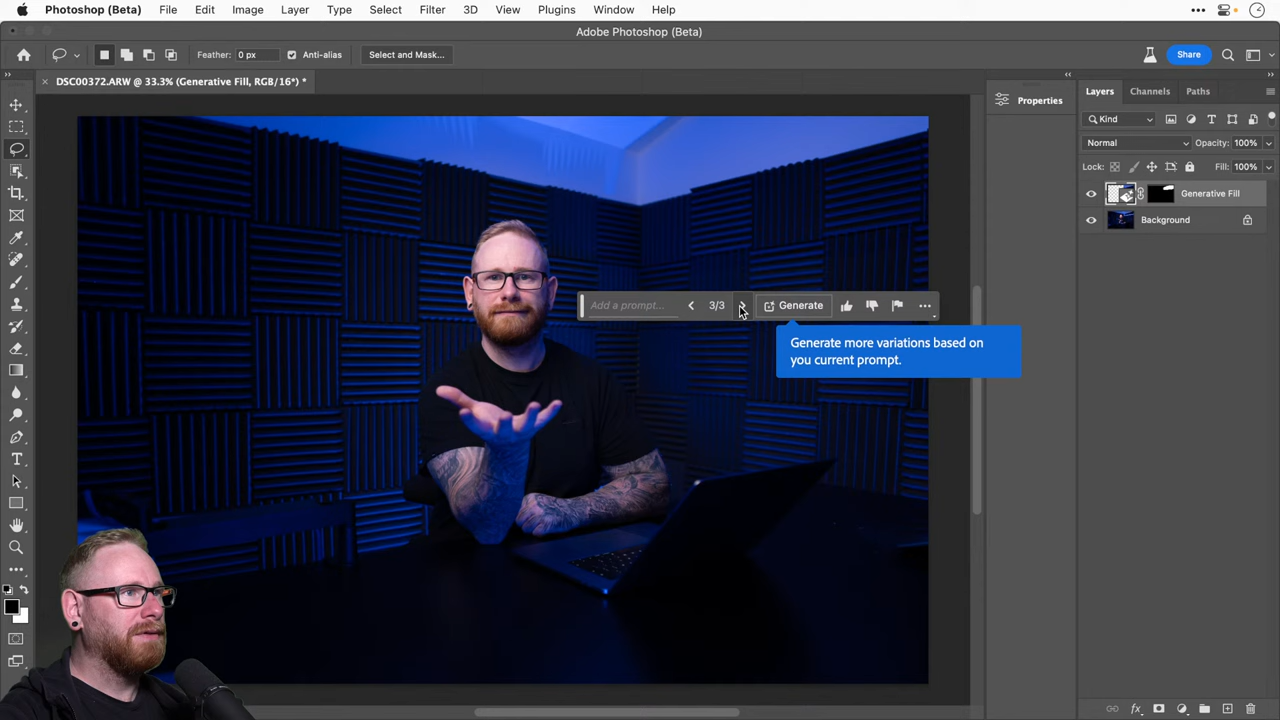 Photoshop (Beta) File Edit Image Layer Type Select Filter 3D View Plugins Window Help
Adobe Photoshop (Beta)
Feather: 0 px Anti-alias Select and Mask... Share
DSC00372.ARW @ 33.3% (Generative Fill, RGB/16*) *
Properties
Layers Channels Paths
Kind
Normal Opacity: 100%
Lock: Fill: 100%
Generative Fill
Background
Add a prompt... 3/3 Generate
Generate more variations based on
you current prompt.